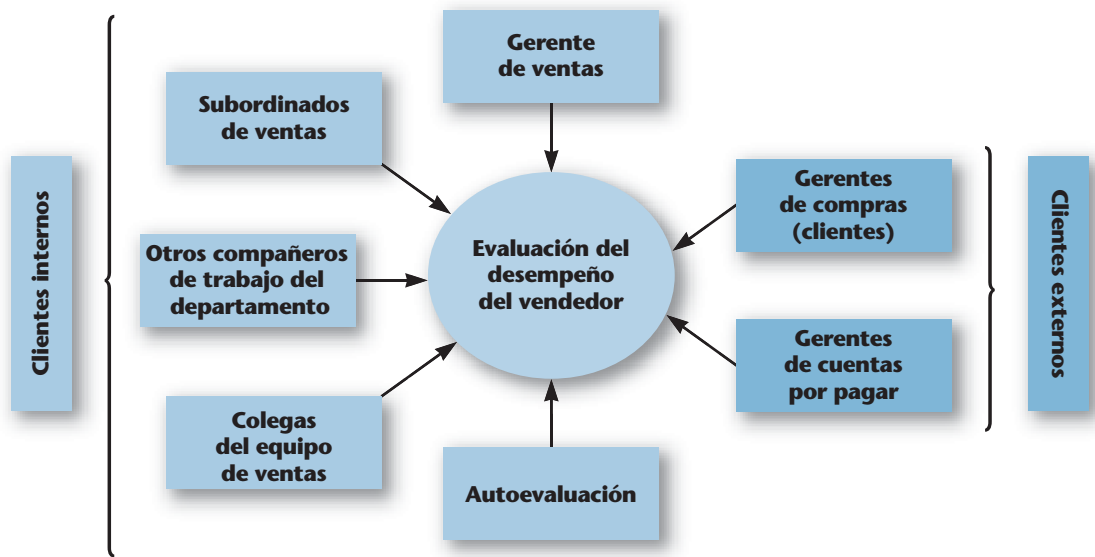 Gerente
de ventas
Subordinados
de ventas
Clientes internos
Otros compañeros
de trabajo del
departamento
Colegas
del equipo
de ventas
Evaluación del
desempeño
del vendedor
Autoevaluación
Gerentes
de compras
(clientes)
Gerentes
de cuentas
por pagar
Clientes externos